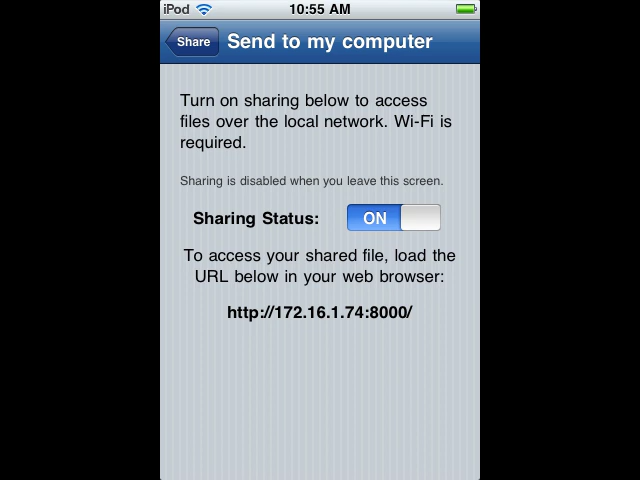 iPod 10:55 AM
Share Send to my computer
Turn on sharing below to access
files over the local network. Wi-Fi is
required.
Sharing is disabled when you leave this screen.
Sharing Status: ON
To access your shared file, load the
URL below in your web browser:
http://172.16.1.74:8000/